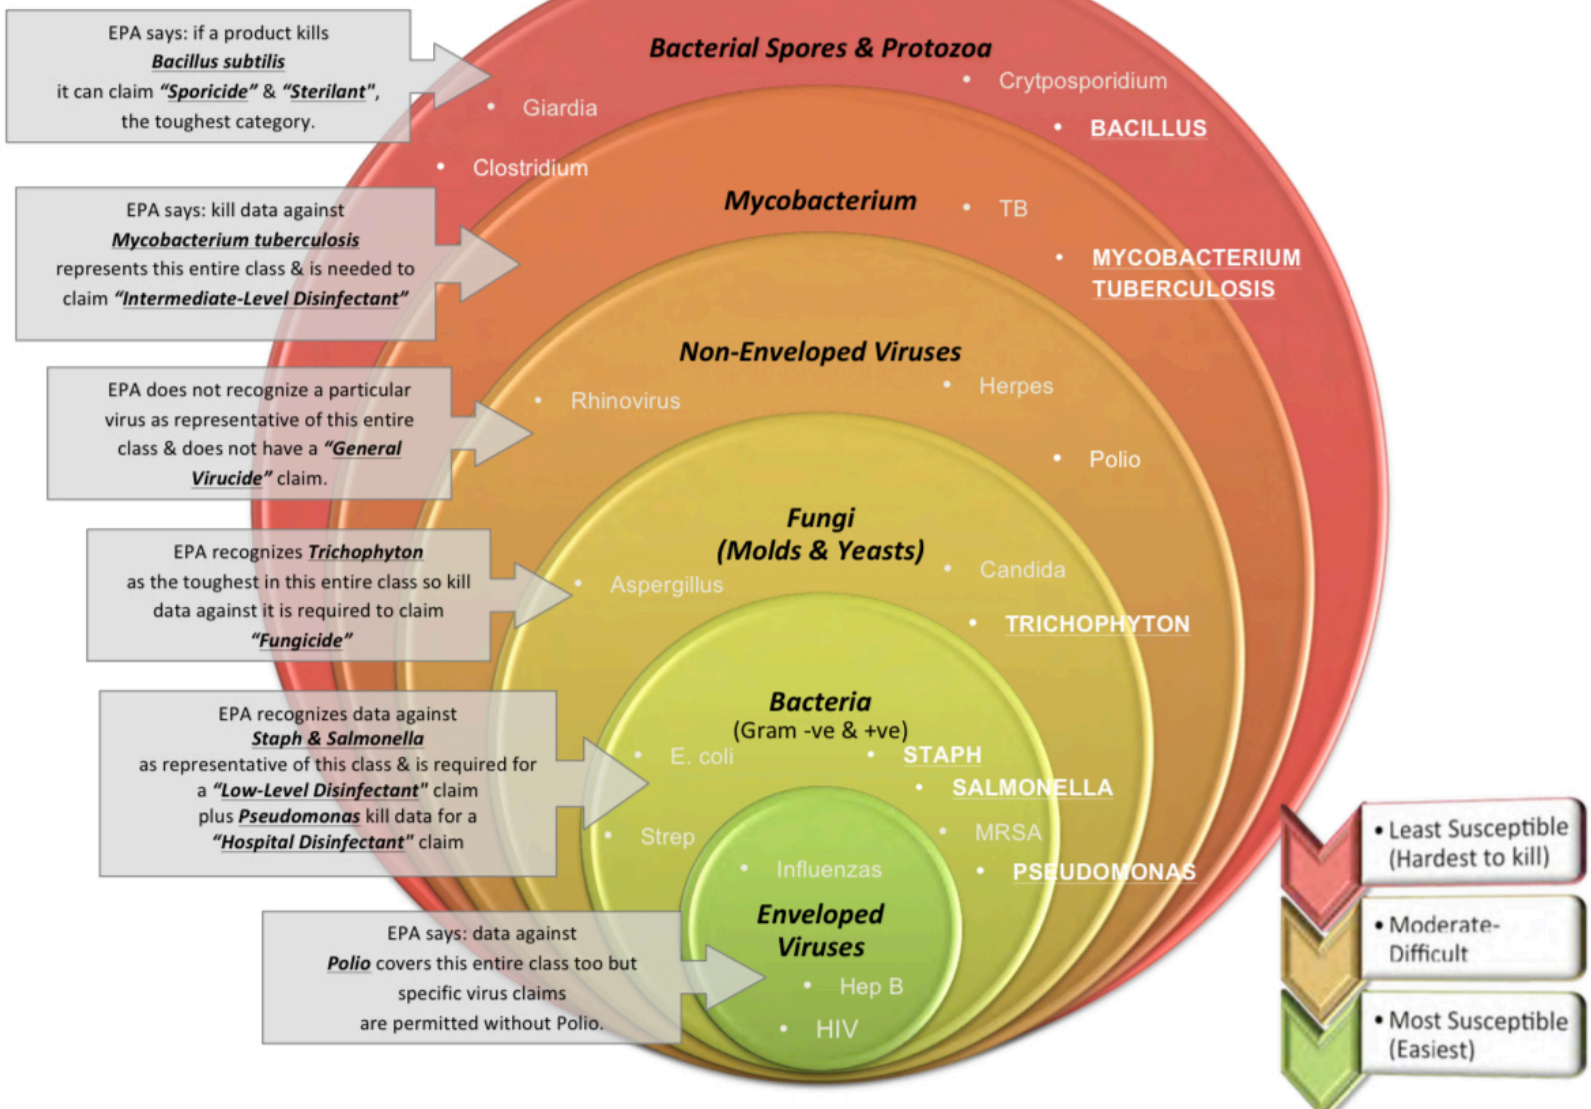 EPA says: if a product kills
Bacillus subtilis
it can claim “Sporicide” & “Sterilant",
the toughest category.
Bacterial Spores & Protozoa
• Crytposporidium
• Giardia
• BACILLUS
• Clostridium
EPA says: kill data against
Mycobacterium tuberculosis
represents this entire class & is needed to
claim “Intermediate-Level Disinfectant”
Mycobacterium
• TB
• MYCOBACTERIUM
TUBERCULOSIS
EPA does not recognize a particular
virus as representative of this entire
class & does not have a “General
Virucide” claim.
Non-Enveloped Viruses
• Herpes
• Rhinovirus
• Polio
EPA recognizes Trichophyton
as the toughest in this entire class so kill
data against it is required to claim
“Fungicide”
Fungi
(Molds & Yeasts)
• Candida
• Aspergillus
• TRICHOPHYTON
EPA recognizes data against
Staph & Salmonella
as representative of this class & is required for
a “Low-Level Disinfectant" claim
plus Pseudomonas kill data for a
“Hospital Disinfectant" claim
Bacteria
(Gram -ve & +ve)
• E. coli
• STAPH
• SALMONELLA
• Strep
• MRSA
• PSEUDOMONAS
EPA says: data against
Polio covers this entire class too but
specific virus claims
are permitted without Polio.
• Influenzas
Enveloped
Viruses
• Hep B
• HIV
• Least Susceptible
(Hardest to kill)
• Moderate-
Difficult
• Most Susceptible
(Easiest)